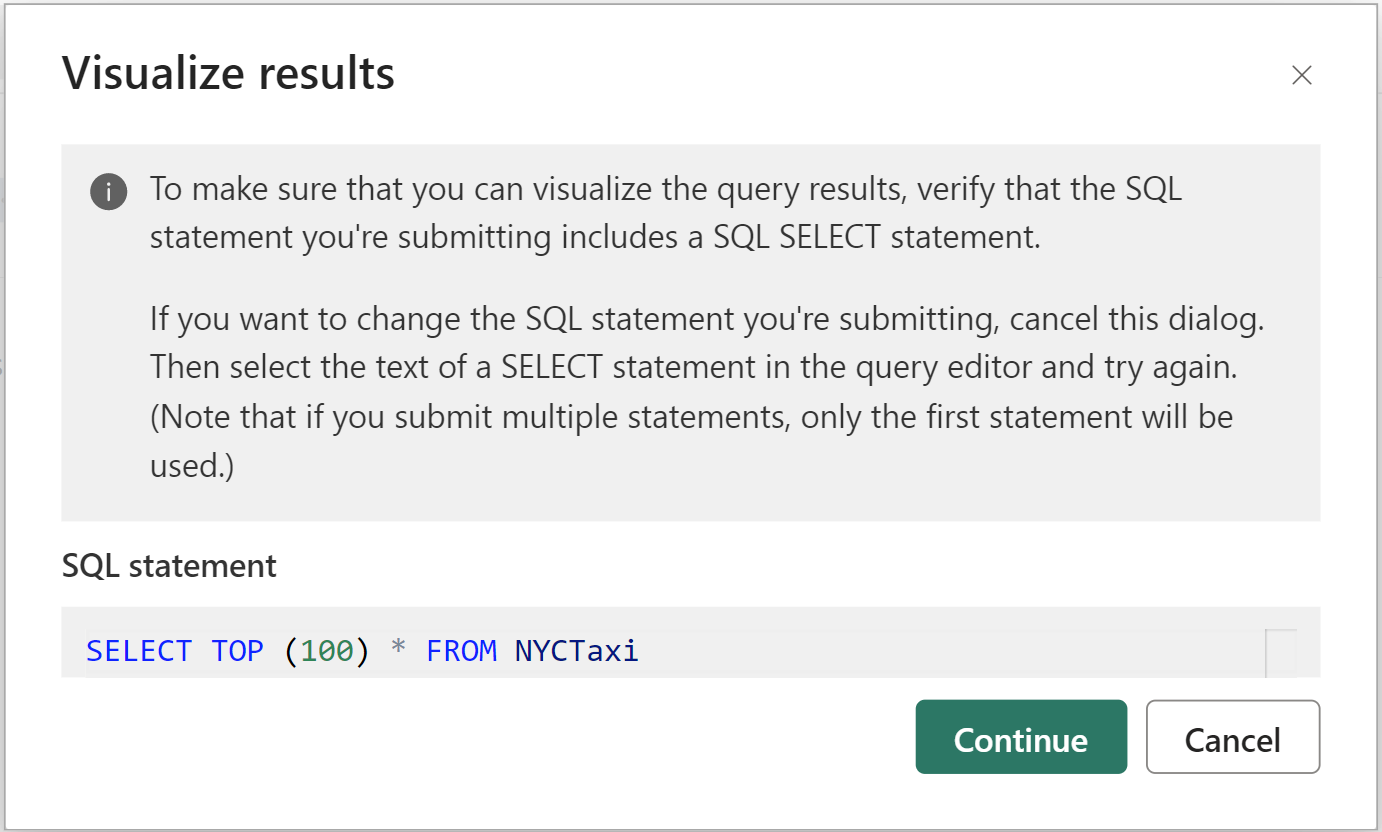 Visualize results
To make sure that you can visualize the query results, verify that the SQL
statement you're submitting includes a SQL SELECT statement.
If you want to change the SQL statement you're submitting, cancel this dialog.
Then select the text of a SELECT statement in the query editor and try again.
(Note that if you submit multiple statements, only the first statement will be
used.)
SQL statement
SELECT TOP (100) * FROM NYCTaxi
Continue
Cancel